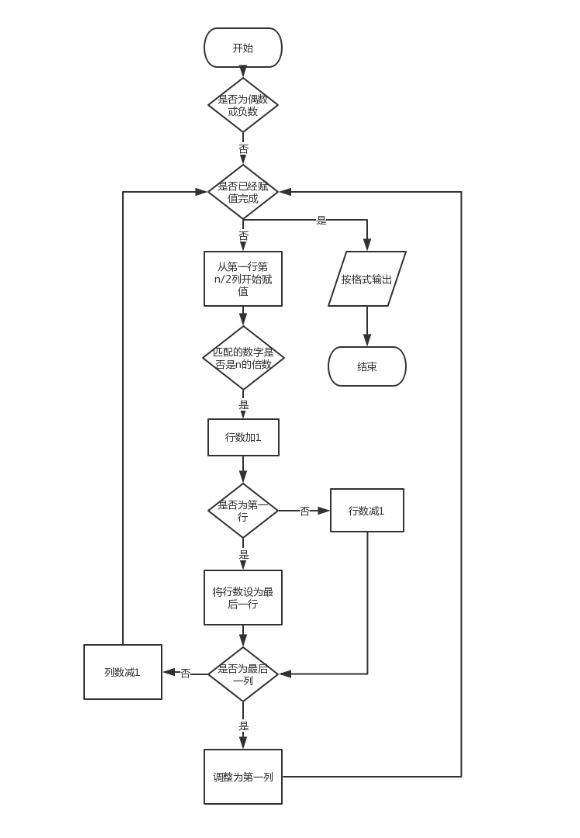 开始
是否为偶数
或负数
否
是否已经赋
值完成
是
否
从第一行第
n/2列开始赋
值
按格式输出
匹配的数字是
否是n的倍数
结束
是
行数加1
是否为第一
行
否
行数减1
是
将行数设为最
后一行
是否为最后
一列
否
列数减1
是
调整为第一列